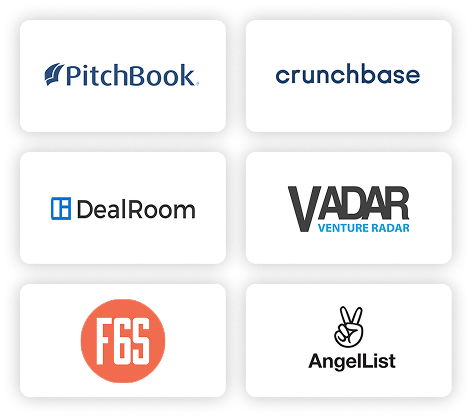 PitchBook®
crunchbase
DealRoom
VADAR
VENTURE RADAR
F6S
AngelList